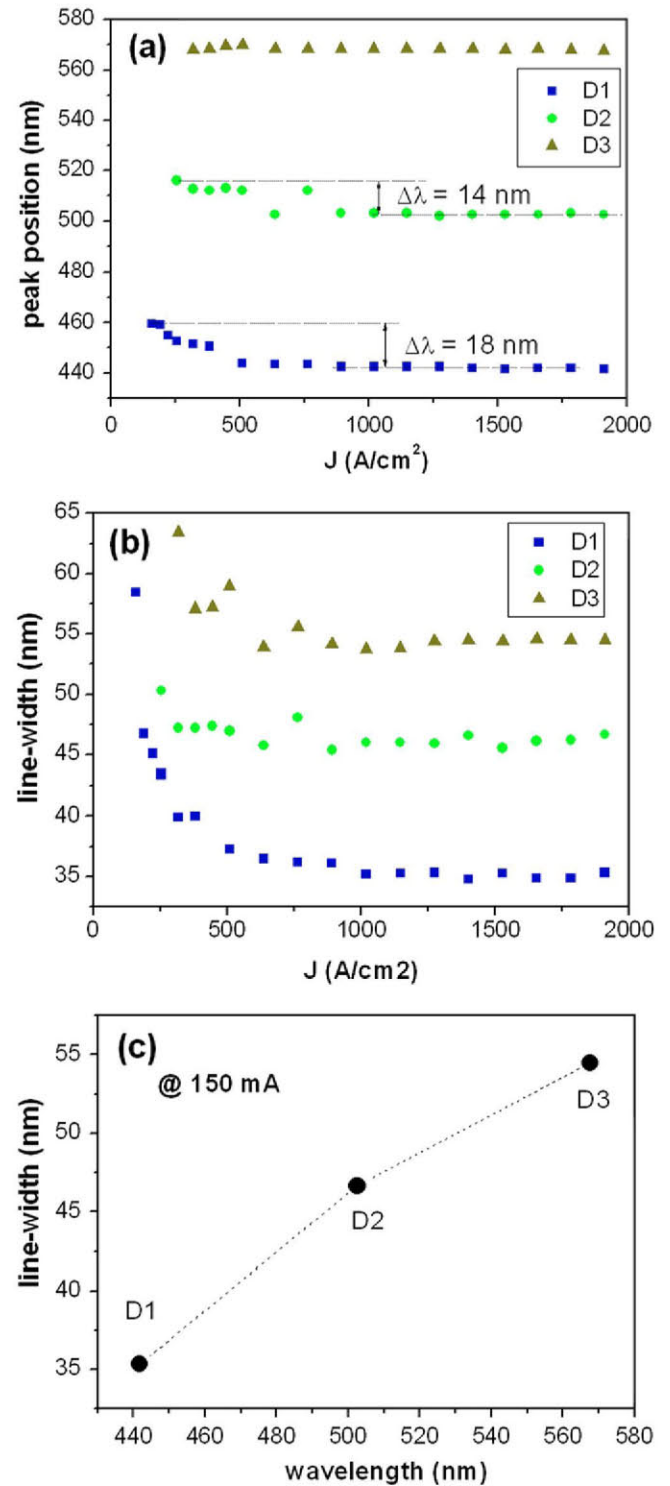 580
(a)
560
D1
540
D2
D3
520
Δλ = 14 nm
500
480
460
Δλ = 18 nm
440
0 500 1000 1500 2000
J (A/cm²)
peak position (nm)
65
(b)
60
D1
D2
D3
55
50
45
40
35
0 500 1000 1500 2000
J (A/cm2)
line-width (nm)
(c)
55
@ 150 mA
D3
50
D2
45
40
D1
35
440 460 480 500 520 540 560 580
wavelength (nm)
line-width (nm)